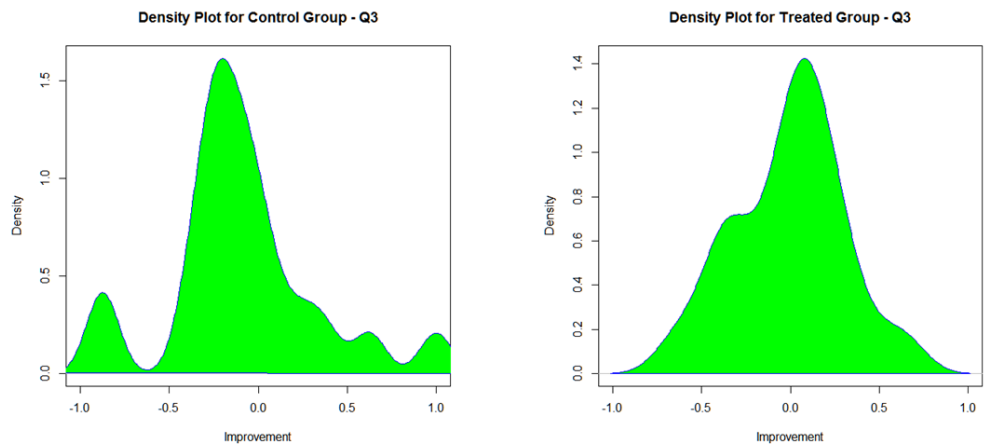 Density Plot for Control Group - Q3
Density
1.5
1.0
0.5
0.0
-1.0 -0.5 0.0 0.5 1.0
Improvement
Density Plot for Treated Group - Q3
Density
1.4
1.2
1.0
0.8
0.6
0.4
0.2
0.0
-1.0 -0.5 0.0 0.5 1.0
Improvement